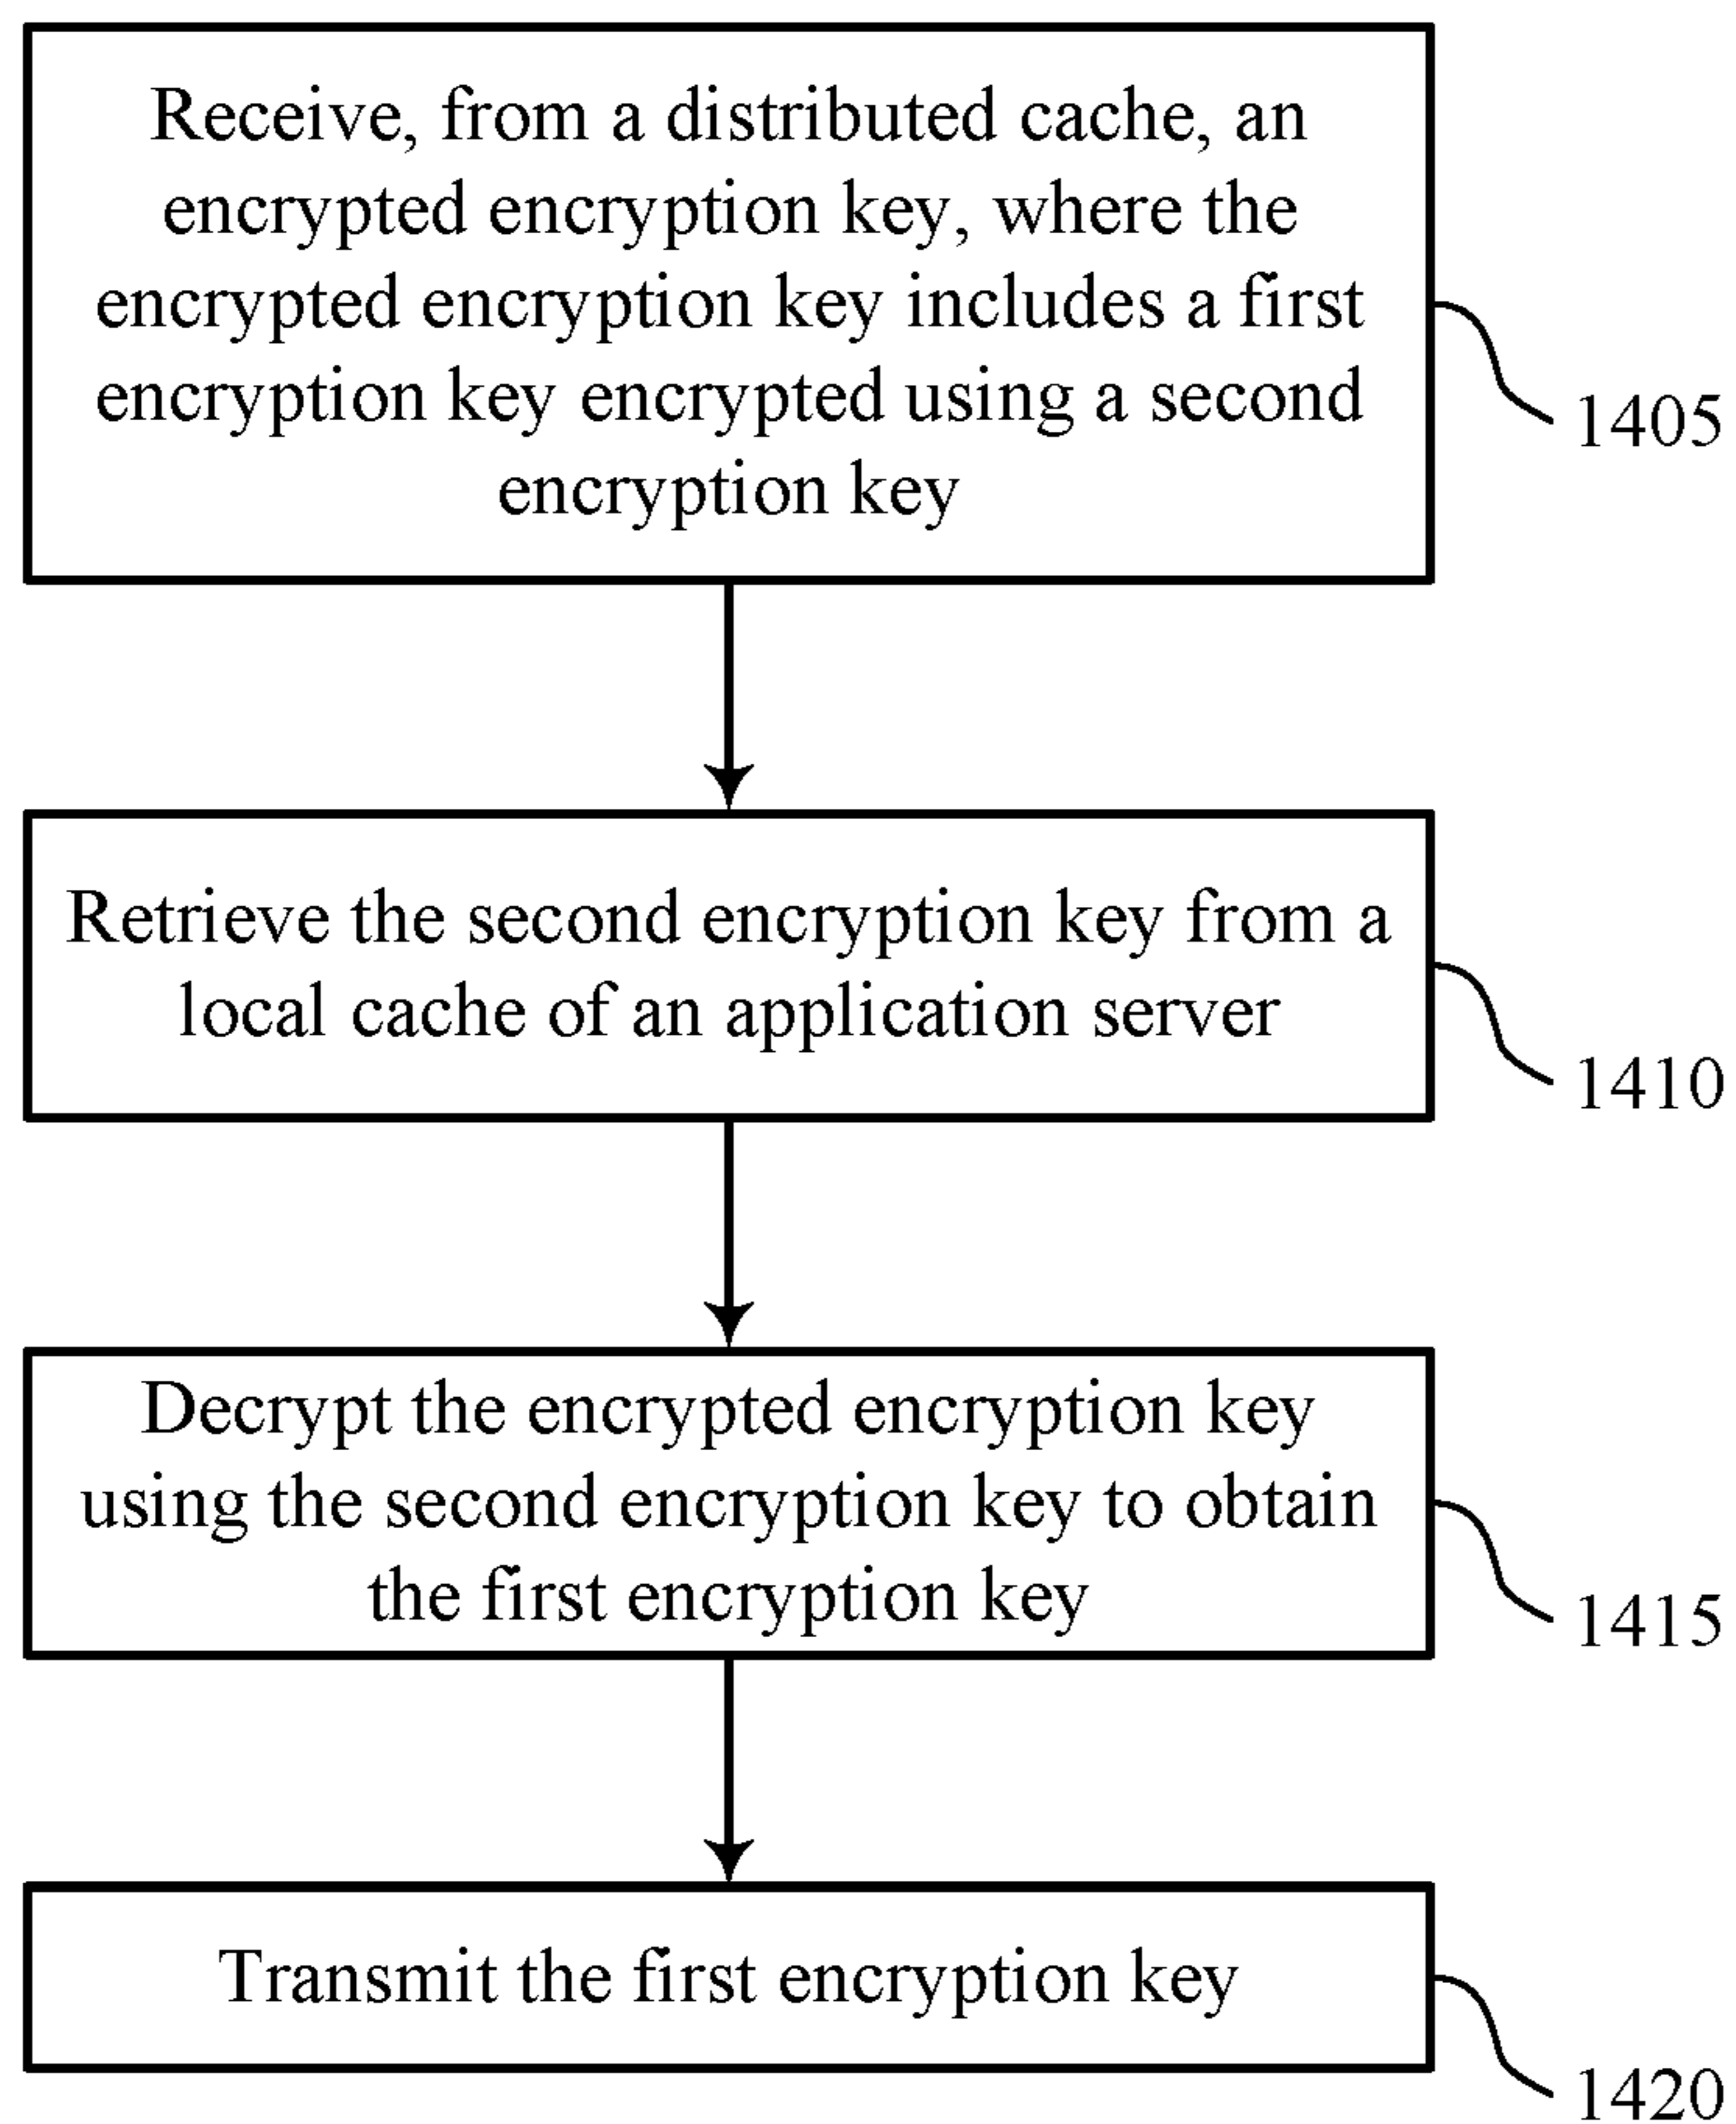 Receive, from a distributed cache, an
encrypted encryption key, where the
encrypted encryption key includes a first
encryption key encrypted using a second
encryption key
1405
Retrieve the second encryption key from a
local cache of an application server
1410
Decrypt the encrypted encryption key
using the second encryption key to obtain
the first encryption key
1415
Transmit the first encryption key
1420